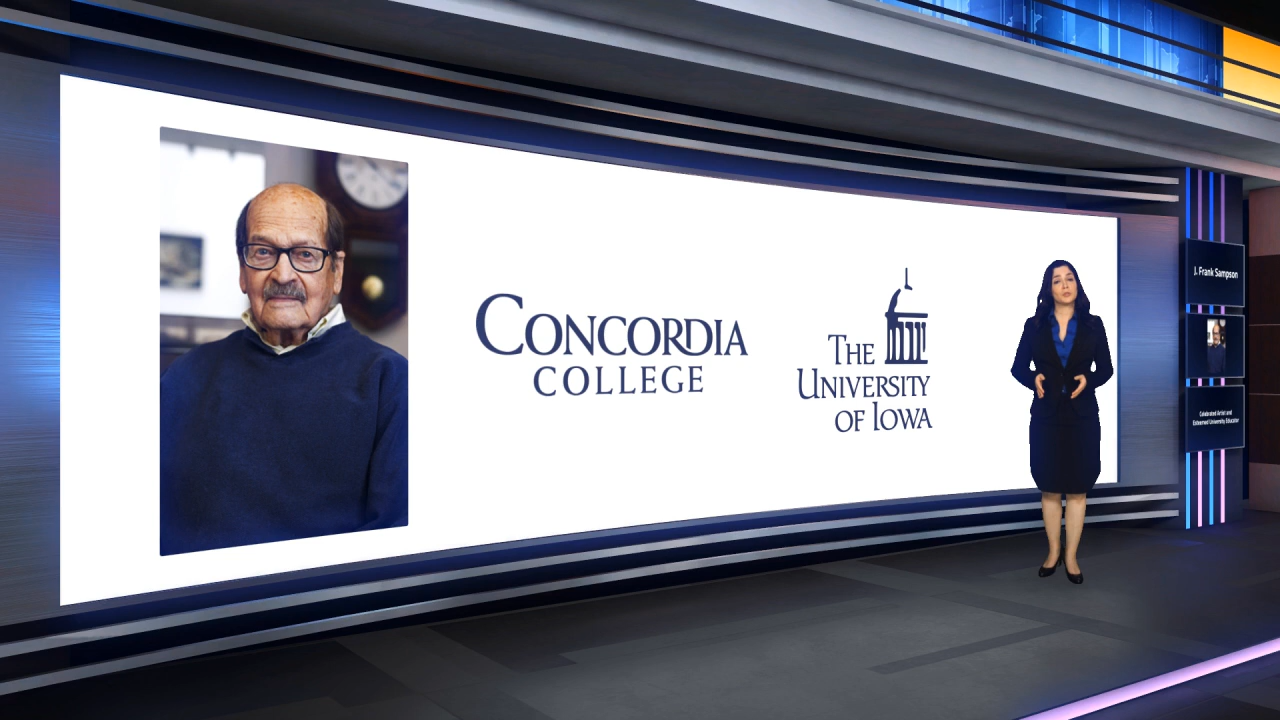 CONCORDIA
COLLEGE
THE
UNIVERSITY
OF IOWA
J. Frank Sampson
Celebrated Artist and
Esteemed University Educator